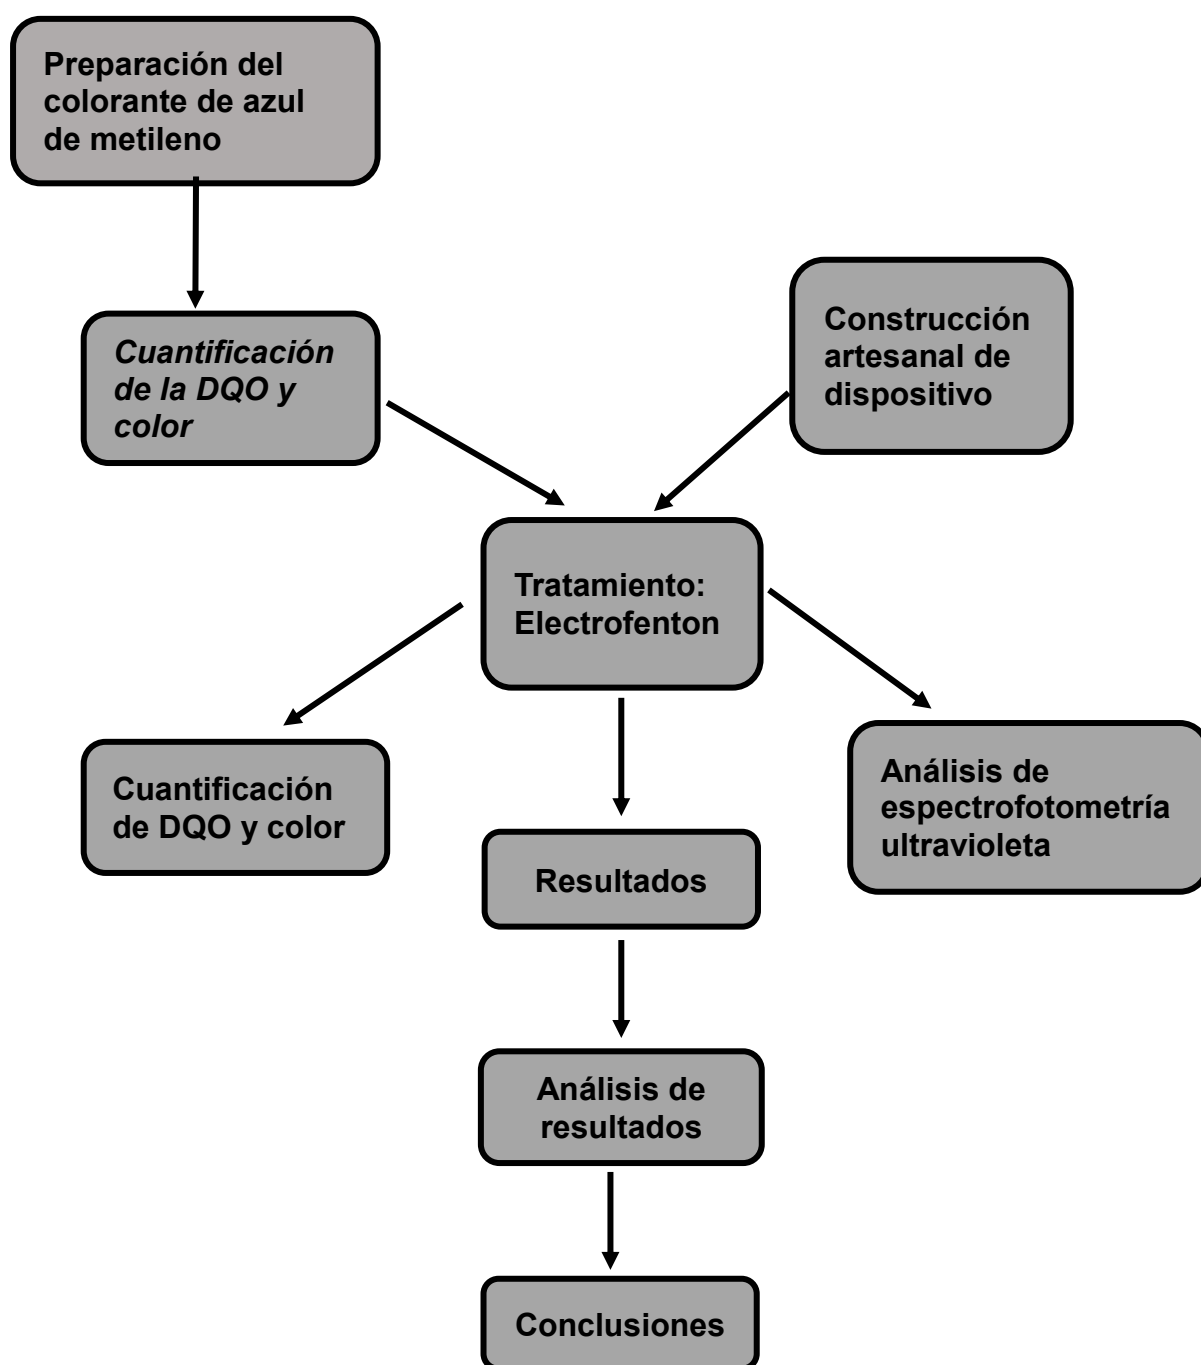 Preparación del
colorante de azul
de metileno
Cuantificación
de la DQO y
color
Construcción
artesanal de
dispositivo
Tratamiento:
Electrofenton
Cuantificación
de DQO y color
Análisis de
espectrofotometría
ultravioleta
Resultados
Análisis de
resultados
Conclusiones